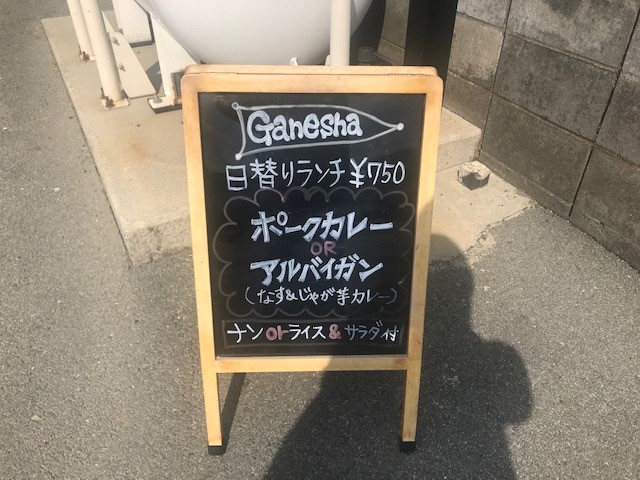 Ganesha
日替りランチ ¥750
ポークカレー
OR
アルバイガン
(なす&じゃが芋カレー)
ナン orライス & サラダ付